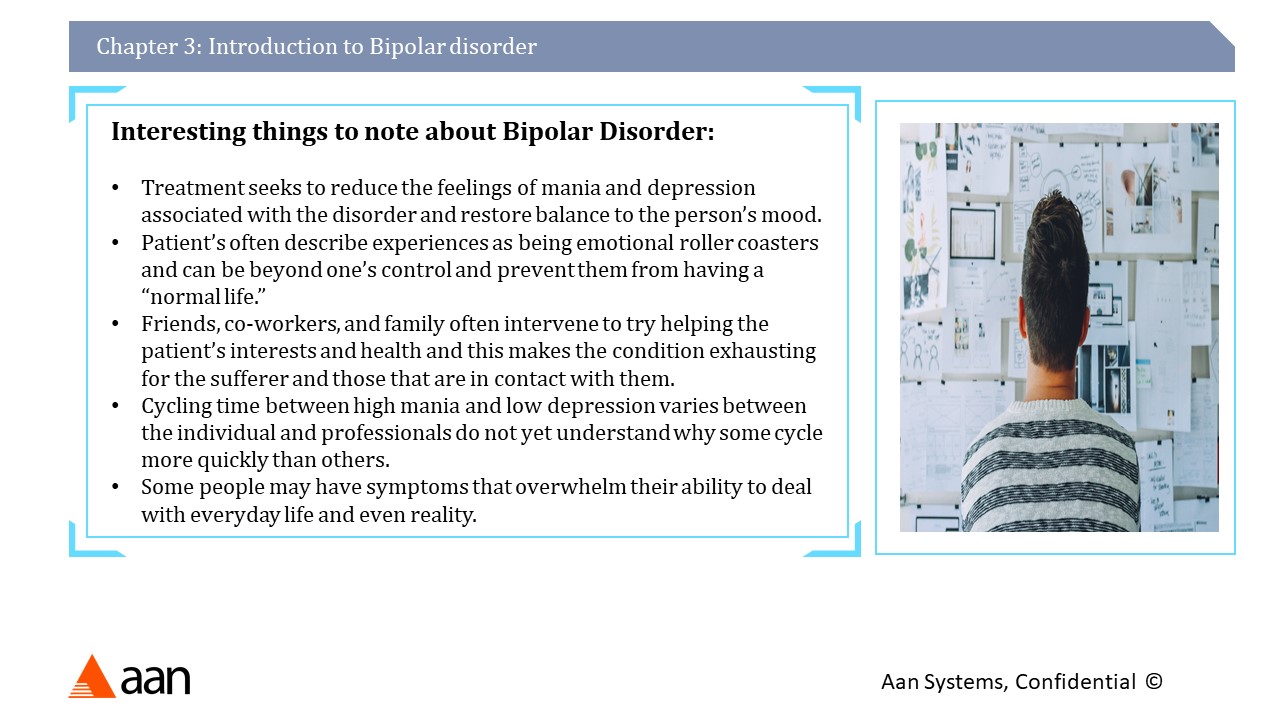 Chapter 3: Introduction to Bipolar disorder
Interesting things to note about Bipolar Disorder:
• Treatment seeks to reduce the feelings of mania and depression
associated with the disorder and restore balance to the person’s mood.
• Patient’s often describe experiences as being emotional roller coasters
and can be beyond one’s control and prevent them from having a
“normal life.”
• Friends, co-workers, and family often intervene to try helping the
patient’s interests and health and this makes the condition exhausting
for the sufferer and those that are in contact with them.
• Cycling time between high mania and low depression varies between
the individual and professionals do not yet understand why some cycle
more quickly than others.
• Some people may have symptoms that overwhelm their ability to deal
with everyday life and even reality.
aan
Aan Systems, Confidential ©